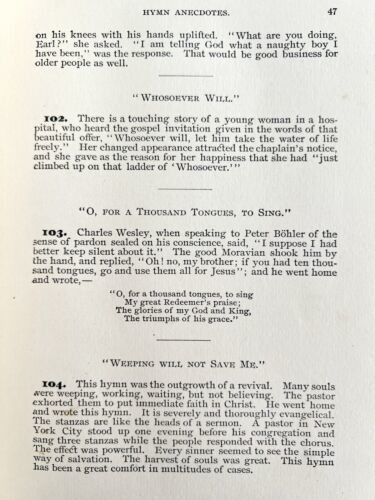 HYMN ANECDOTES. 47
on his knees with his hands uplifted. "What are you doing,
Earl?" she asked. "I am telling God what a naughty boy I
have been," was the response. That would be good business for
older people as well.
"WHOSOEVER WILL."
102. There is a touching story of a young woman in a hos-
pital, who heard the gospel invitation given in the words of that
beautiful offer, "Whosoever will, let him take the water of life
freely." Her changed appearance attracted the chaplain's notice,
and she gave as the reason for her happiness that she had "just
climbed up on that ladder of 'Whosoever.'"
"O, FOR A THOUSAND TONGUES, TO SING."
103. Charles Wesley, when speaking to Peter Böhler of the
sense of pardon sealed on his conscience, said, "I suppose I had
better keep silent about it." The good Moravian shook him by
the hand, and replied, "Oh! no, my brother; if you had ten thou-
sand tongues, go and use them all for Jesus"; and he went home
and wrote,—
"O, for a thousand tongues, to sing
My great Redeemer's praise;
The glories of my God and King,
The triumphs of his grace."
"WEEPING WILL NOT SAVE ME."
104. This hymn was the outgrowth of a revival. Many souls
were weeping, working, waiting, but not believing. The pastor
exhorted them to put immediate faith in Christ. He went home
and wrote this hymn. It is severely and thoroughly evangelical.
The stanzas are like the heads of a sermon. A pastor in New
York City stood up one evening before his congregation and
sang three stanzas while the people responded with the chorus.
The effect was powerful. Every sinner seemed to see the simple
way of salvation. The harvest of souls was great. This hymn
has been a great comfort in multitudes of cases.